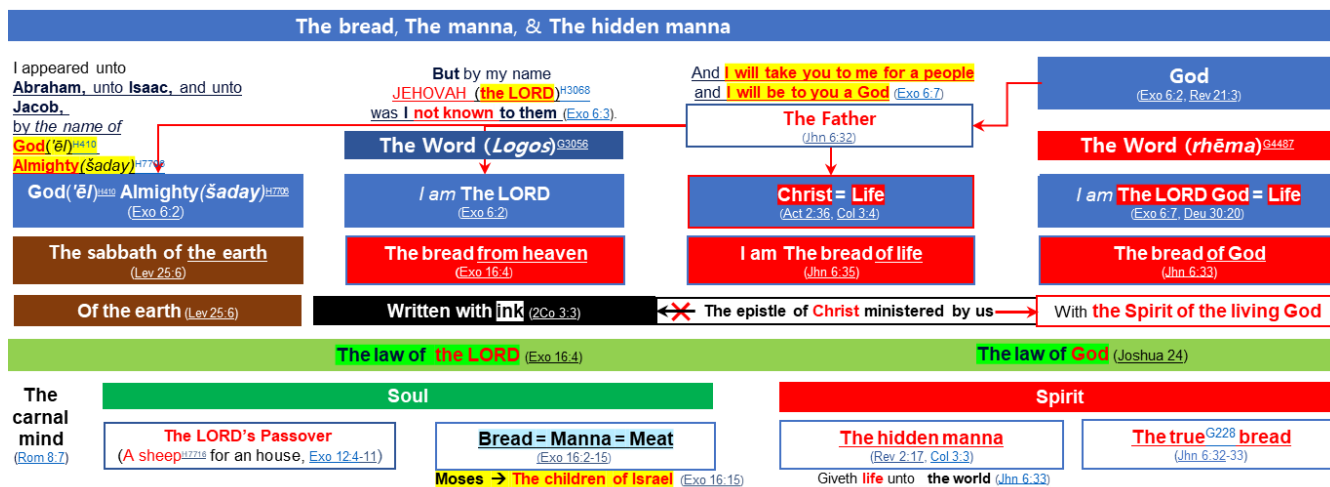 The bread, The manna, & The hidden manna
I appeared unto
Abraham, unto Isaac, and unto
Jacob,
by the name of
God('ēl)H410
Almighty(šaday)H7706
But by my name
JEHOVAH (the LORD)H3068
was I not known to them (Exo 6:3).
And I will take you to me for a people
and I will be to you a God (Exo 6:7)
God
(Exo 6:2, Rev 21:3)
The Father
(Jhn 6:32)
The Word (Logos)G3056
The Word (rhēma)G4487
God('ēl)H410 Almighty(šaday)H7706
(Exo 6:2)
I am The LORD
(Exo 6:2)
Christ = Life
(Act 2:36, Col 3:4)
I am The LORD God = Life
(Exo 6:7, Deu 30:20)
The sabbath of the earth
(Lev 25:6)
The bread from heaven
(Exo 16:4)
I am The bread of life
(Jhn 6:35)
The bread of God
(Jhn 6:33)
Of the earth (Lev 25:6)
Written with ink (2Co 3:3)
The epistle of Christ ministered by us
With the Spirit of the living God
The law of the LORD (Exo 16:4)
The law of God (Joshua 24)
The
carnal
mind
(Rom 8:7)
Soul
Spirit
The LORD's Passover
(A sheepH7716 for an house, Exo 12:4-11)
Bread = Manna = Meat
(Exo 16:2-15)
Moses → The children of Israel (Exo 16:15)
The hidden manna
(Rev 2:17, Col 3:3)
Giveth life unto the world (Jhn 6:33)
The trueG228 bread
(Jhn 6:32-33)